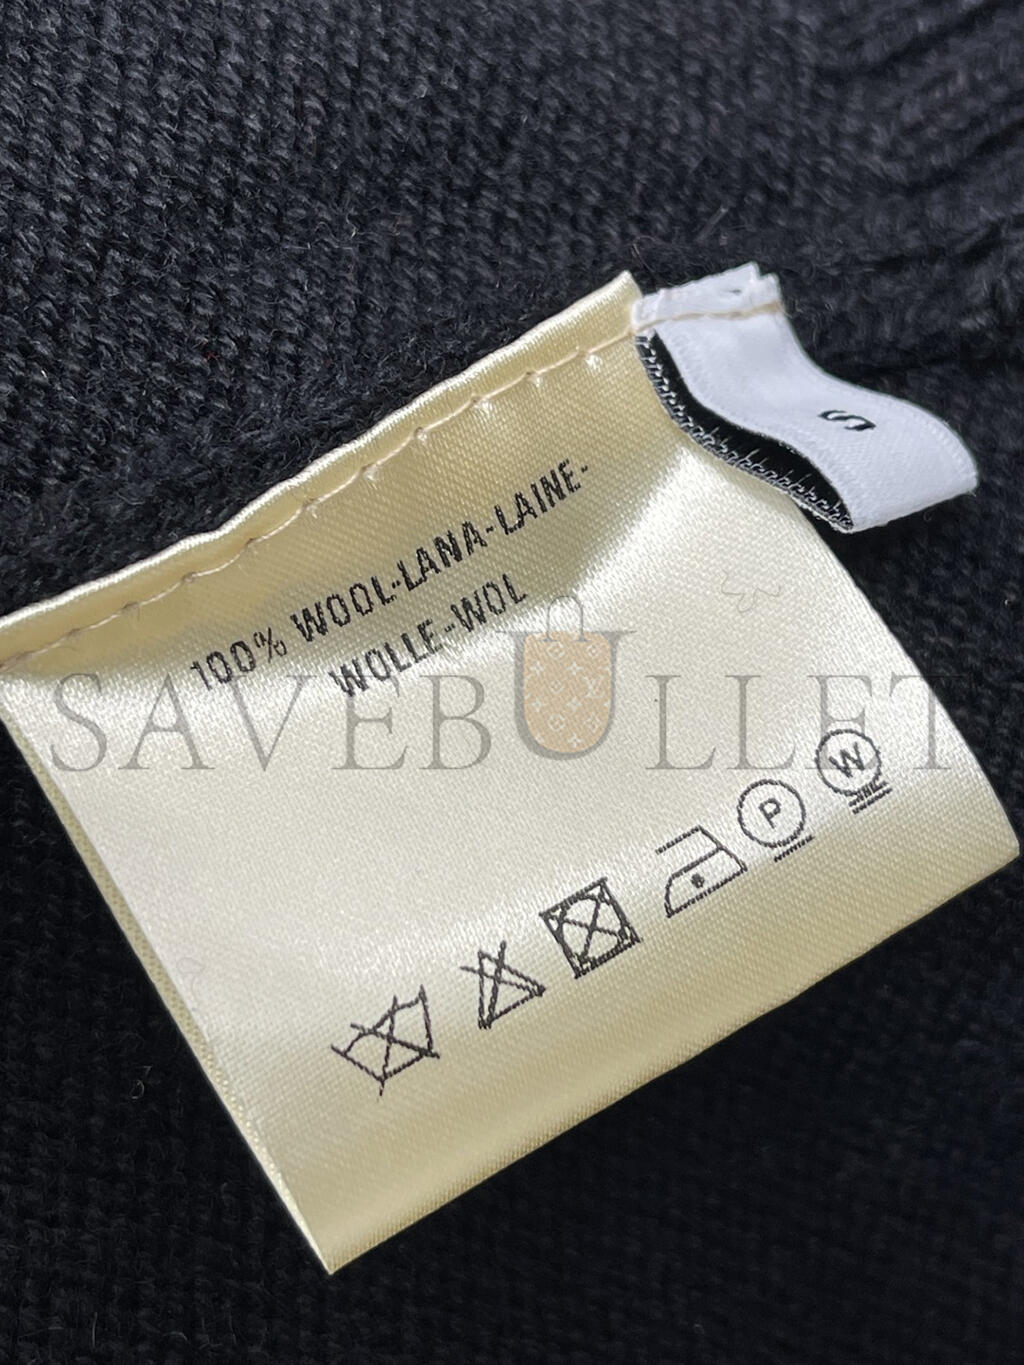 S
100% WOOL-LANA-LAINE-
WOLLE-WOL
SAVEBULLET
P
W